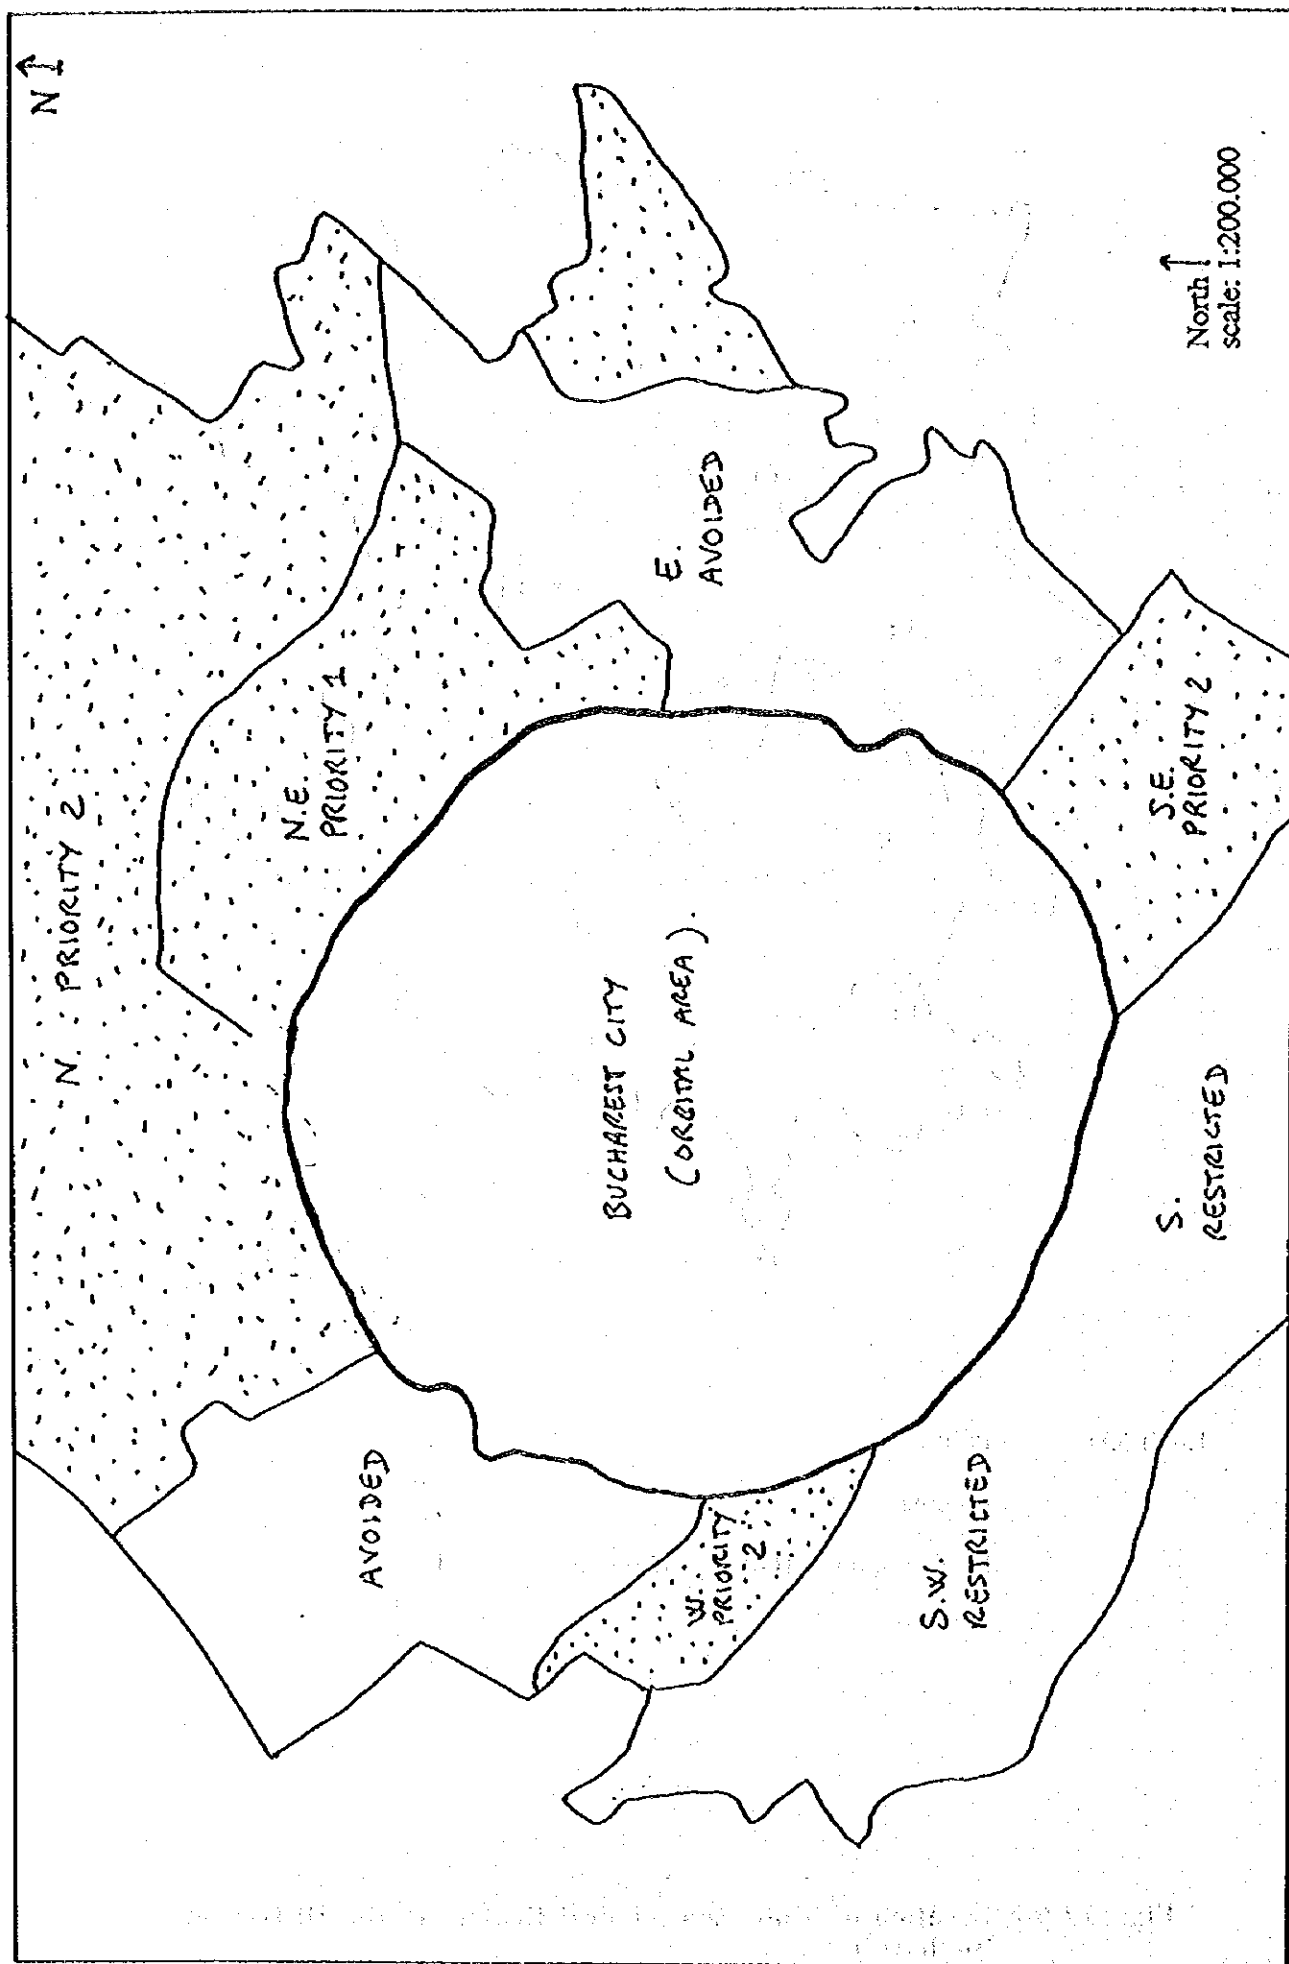 N
N. PRIORITY 2
N.E.
PRIORITY 1
AVOIDED
E.
AVOIDED
BUCHAREST CITY
(ORBITAL AREA).
W.
PRIORITY
2
S.W.
RESTRICTED
S.
RESTRICTED
S.E.
PRIORITY 2
North
scale: 1:200.000